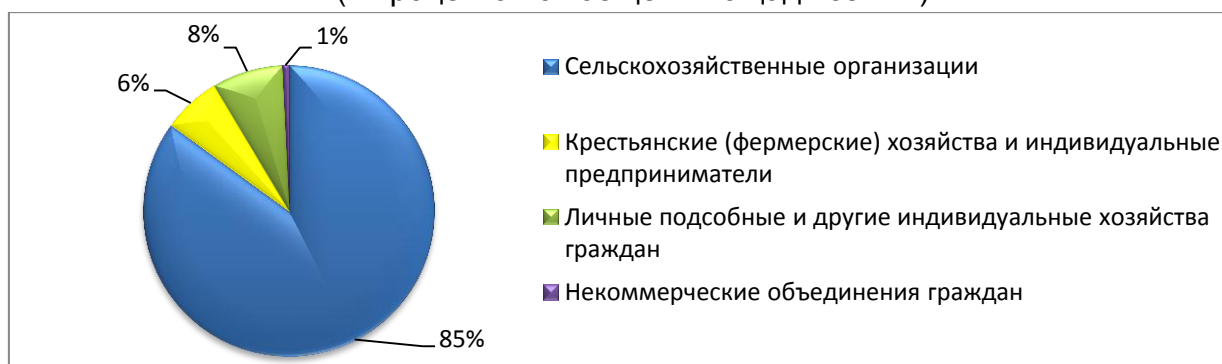 8%
1%
6%
85%
Сельскохозяйственные организации
Крестьянские (фермерские) хозяйства и индивидуальные
предприниматели
Личные подсобные и другие индивидуальные хозяйства
граждан
Некоммерческие объединения граждан